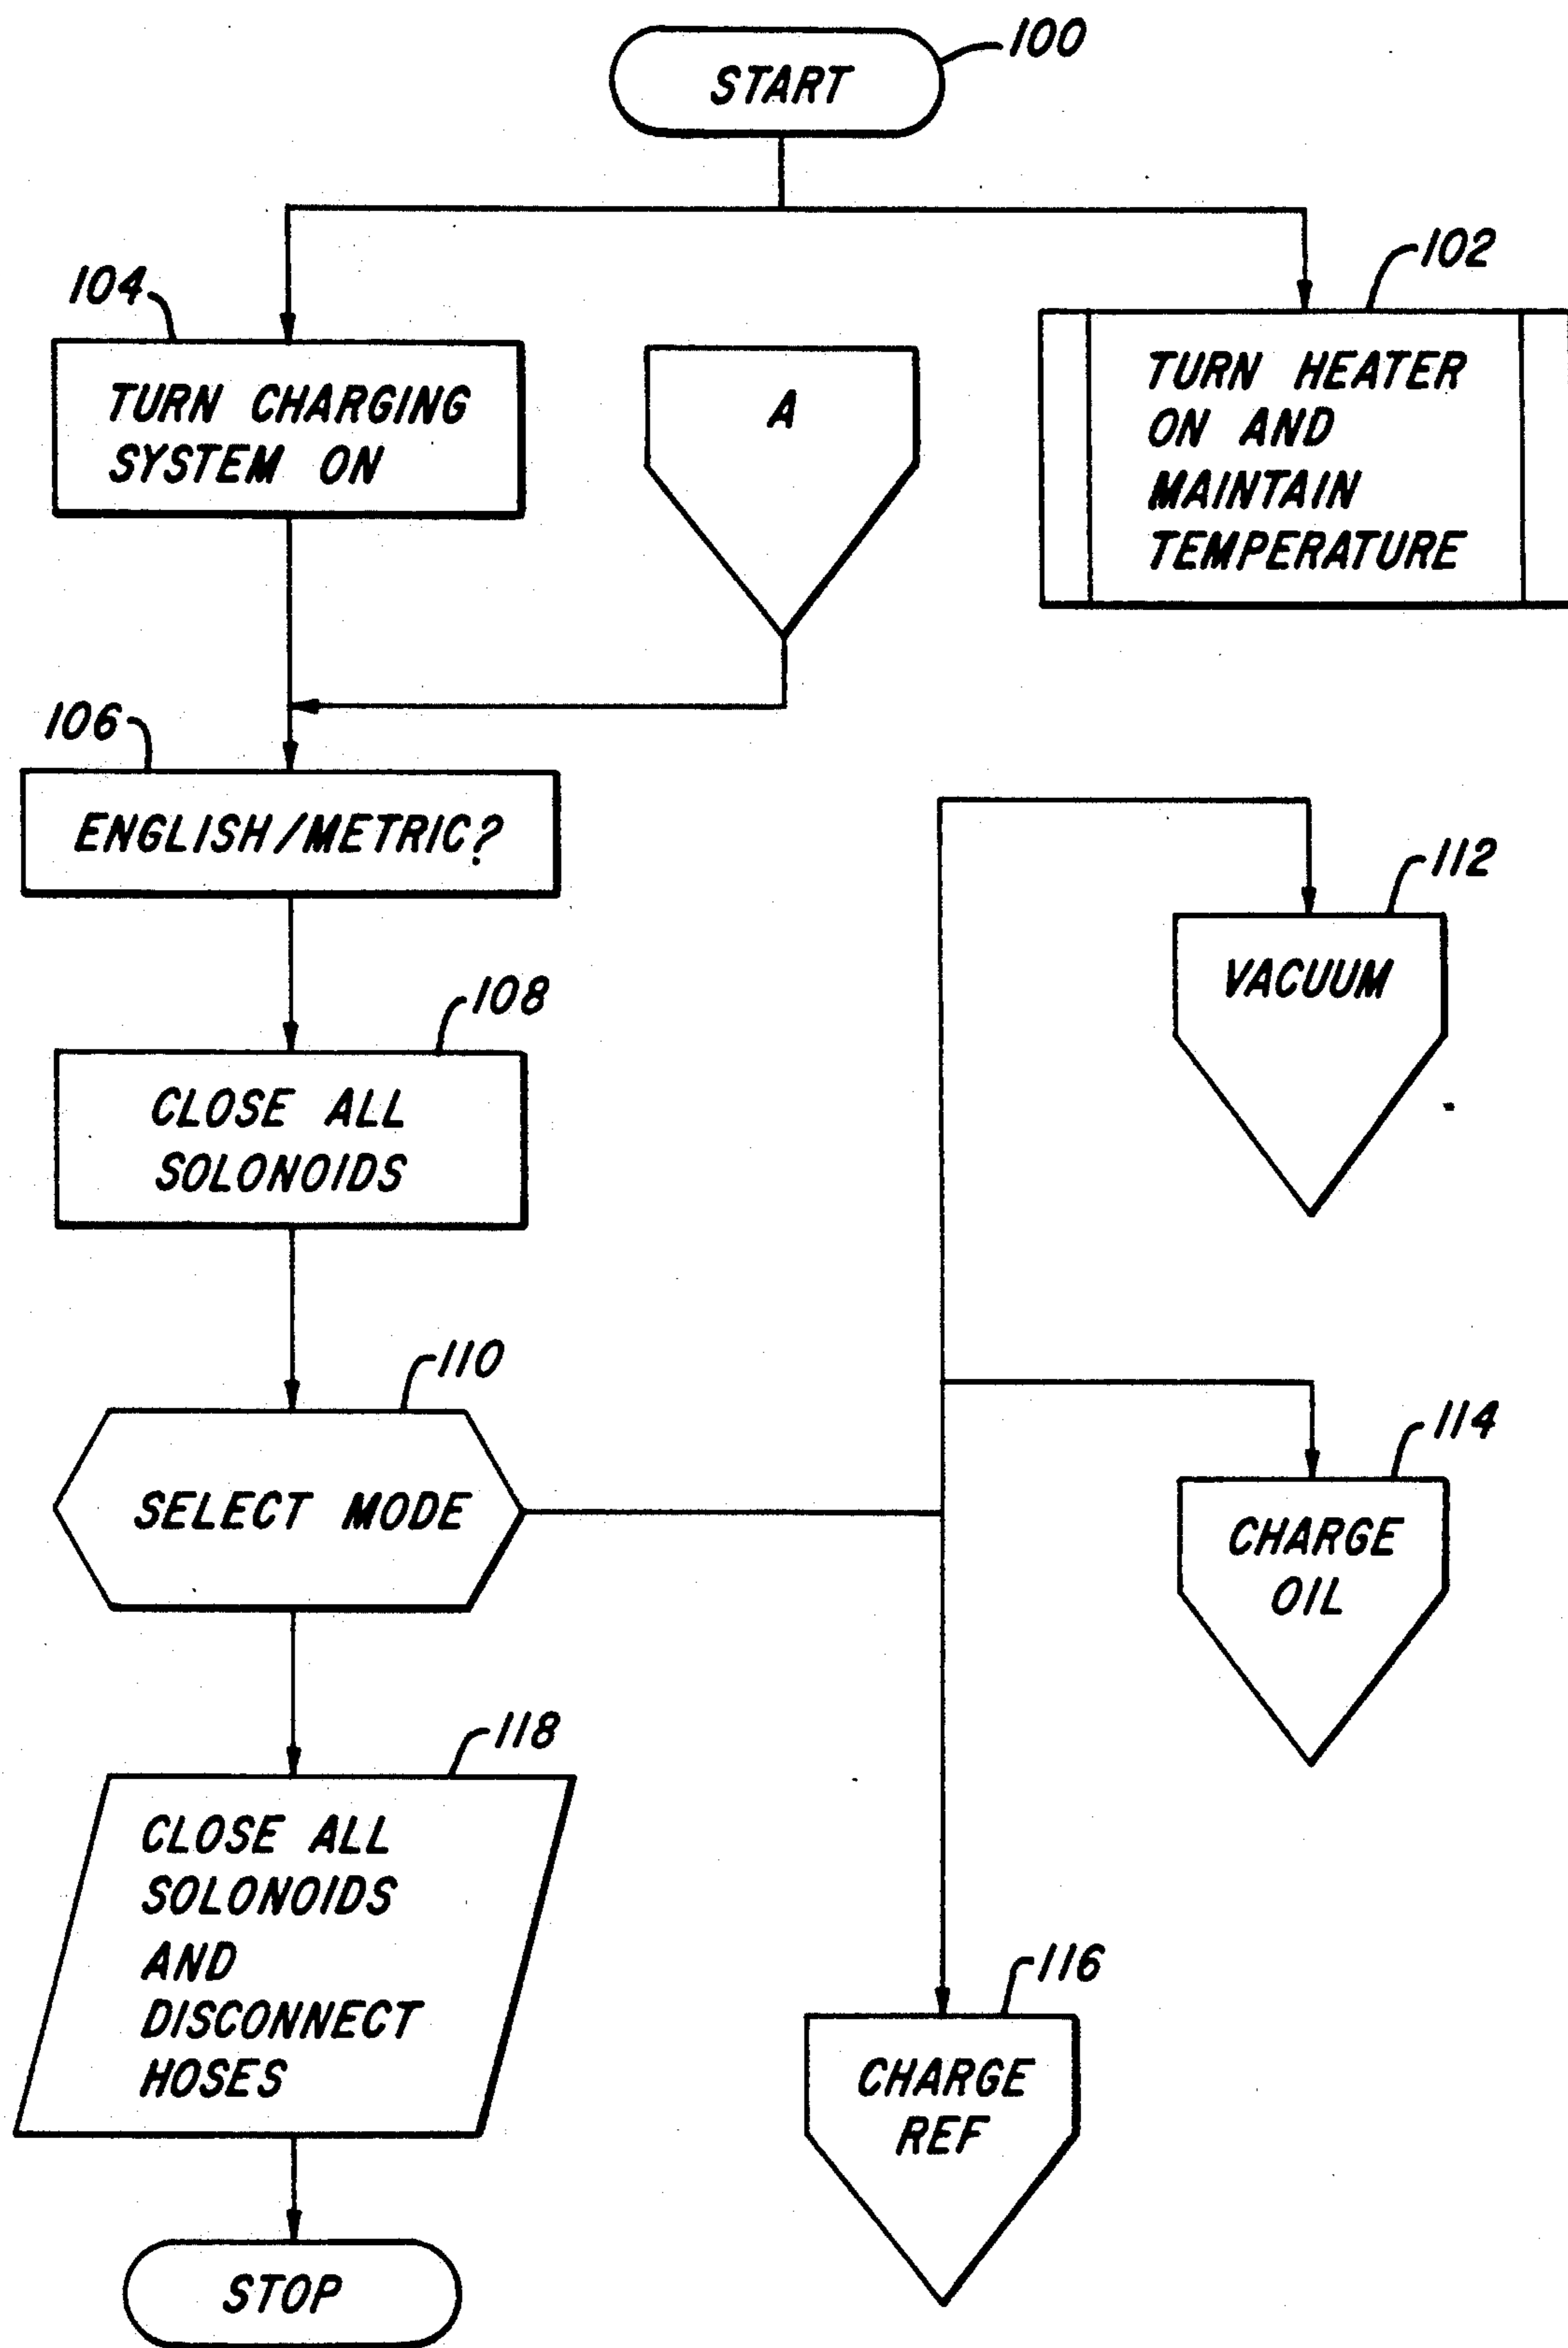 START
100
102
104
TURN HEATER
ON AND
MAINTAIN
TEMPERATURE
TURN CHARGING
SYSTEM ON
A
106
ENGLISH/METRIC?
112
VACUUM
108
CLOSE ALL
SOLONOIDS
110
SELECT MODE
114
CHARGE
OIL
118
CLOSE ALL
SOLONOIDS
AND
DISCONNECT
HOSES
116
CHARGE
REF
STOP